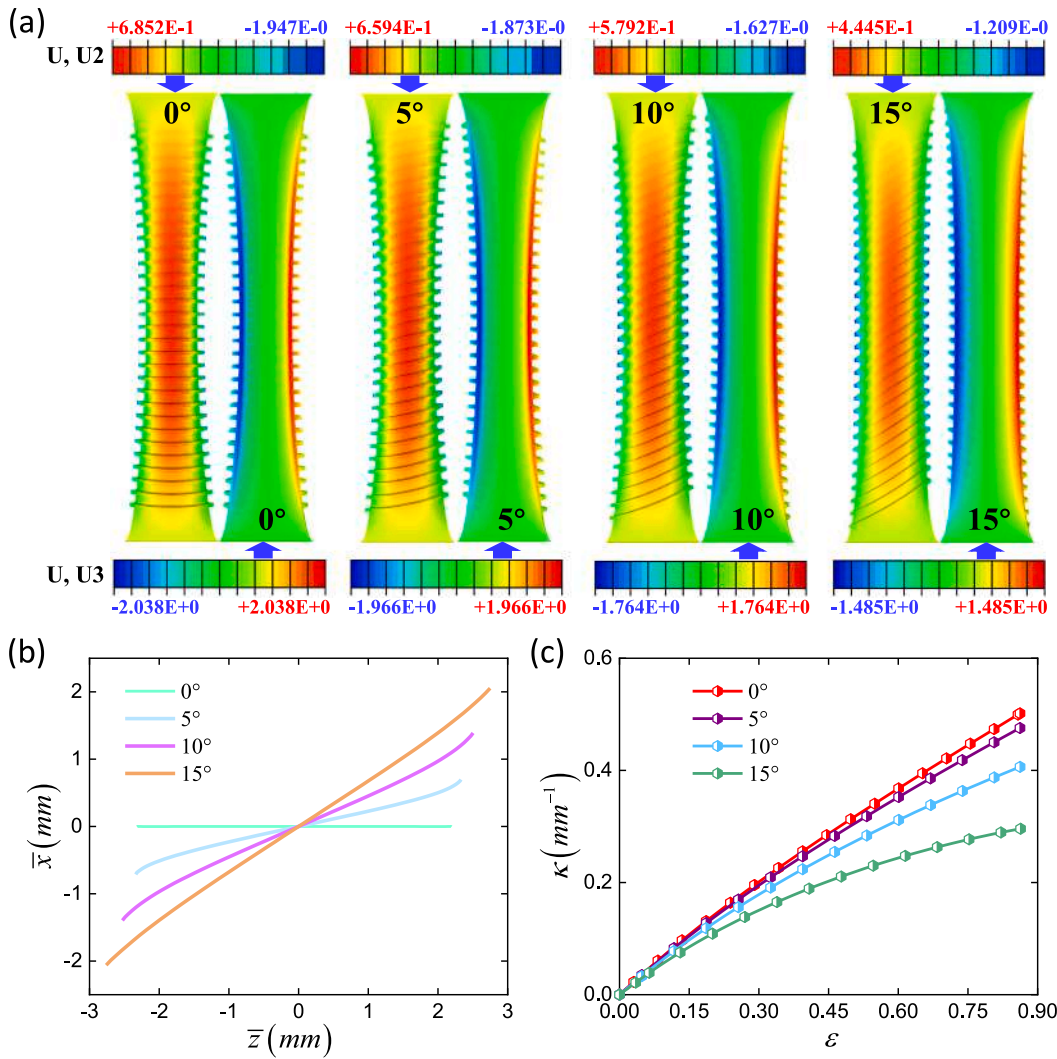 (a)
+6.852E-1 -1.947E-0 +6.594E-1 -1.873E-0 +5.792E-1 -1.627E-0 +4.445E-1 -1.209E-0
U, U2
0° 5° 10° 15°
0° 5° 10° 15°
U, U3
-2.038E+0 +2.038E+0 -1.966E+0 +1.966E+0 -1.764E+0 +1.764E+0 -1.485E+0 +1.485E+0
(b)
2
1
0
-1
-2
x̅ (mm)
0°
5°
10°
15°
-3 -2 -1 0 1 2 3
z̅ (mm)
(c)
0.6
0.4
0.2
0.0
κ (mm⁻¹)
0°
5°
10°
15°
0.00 0.15 0.30 0.45 0.60 0.75 0.90
ε